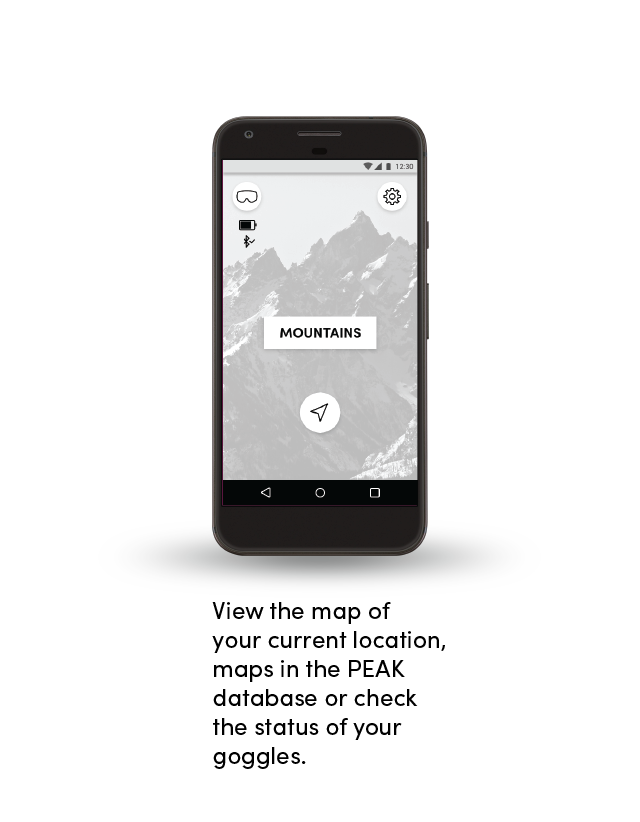 12:30
MOUNTAINS
View the map of
your current location,
maps in the PEAK
database or check
the status of your
goggles.